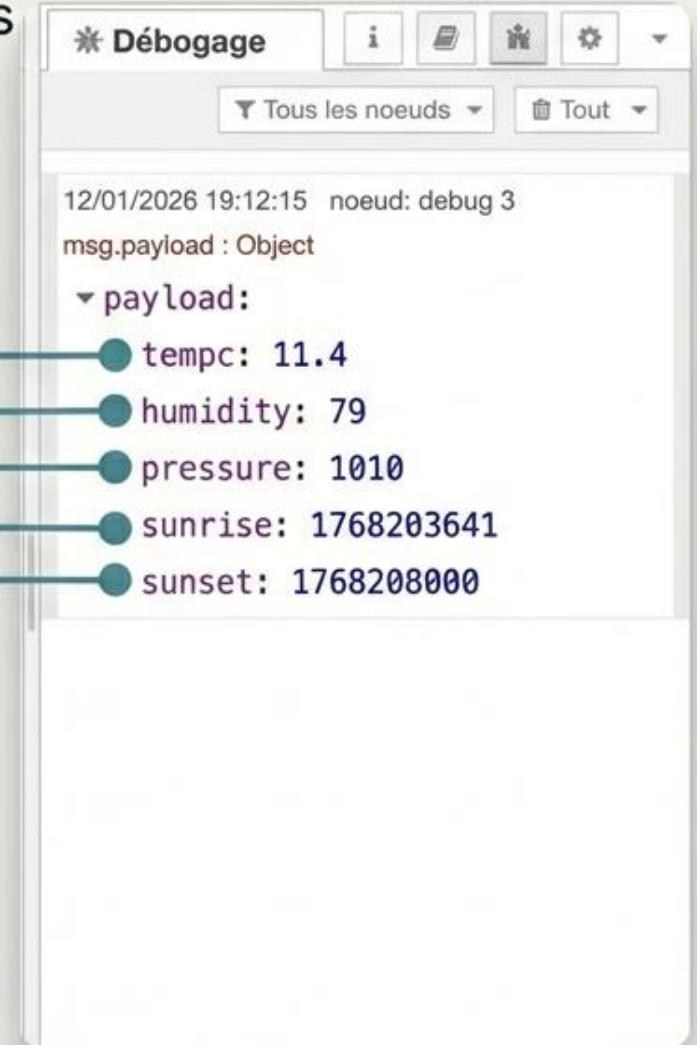 s
Débogage
Tous les noeuds
Tout
12/01/2026 19:12:15 noeud: debug 3
msg.payload : Object
payload:
tempc: 11.4
humidity: 79
pressure: 1010
sunrise: 1768203641
sunset: 1768208000